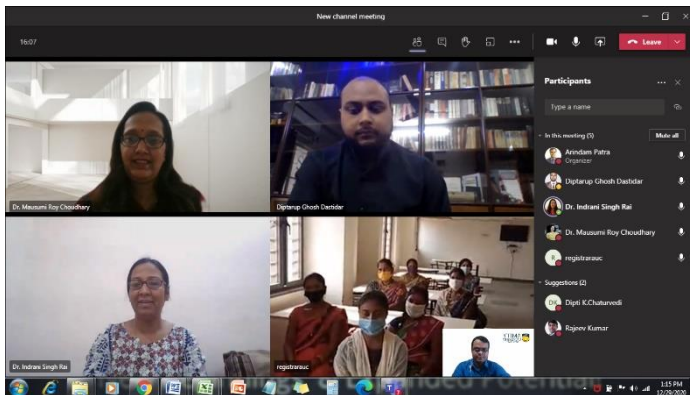 New channel meeting
16:07
Leave
Participants
Type a name
In this meeting (5)
Mute all
Arindam Patra
Organizer
Diptarup Ghosh Dastidar
Dr. Indrani Singh Rai
Dr. Mausumi Roy Choudhary
R
registrarauc
Suggestions (2)
DK
Dipti K.Chaturvedi
Rajeev Kumar
Dr. Mausumi Roy Choudhary
Diptarup Ghosh Dastidar
Dr. Indrani Singh Rai
registrarauc
1:15 PM
12/29/2020